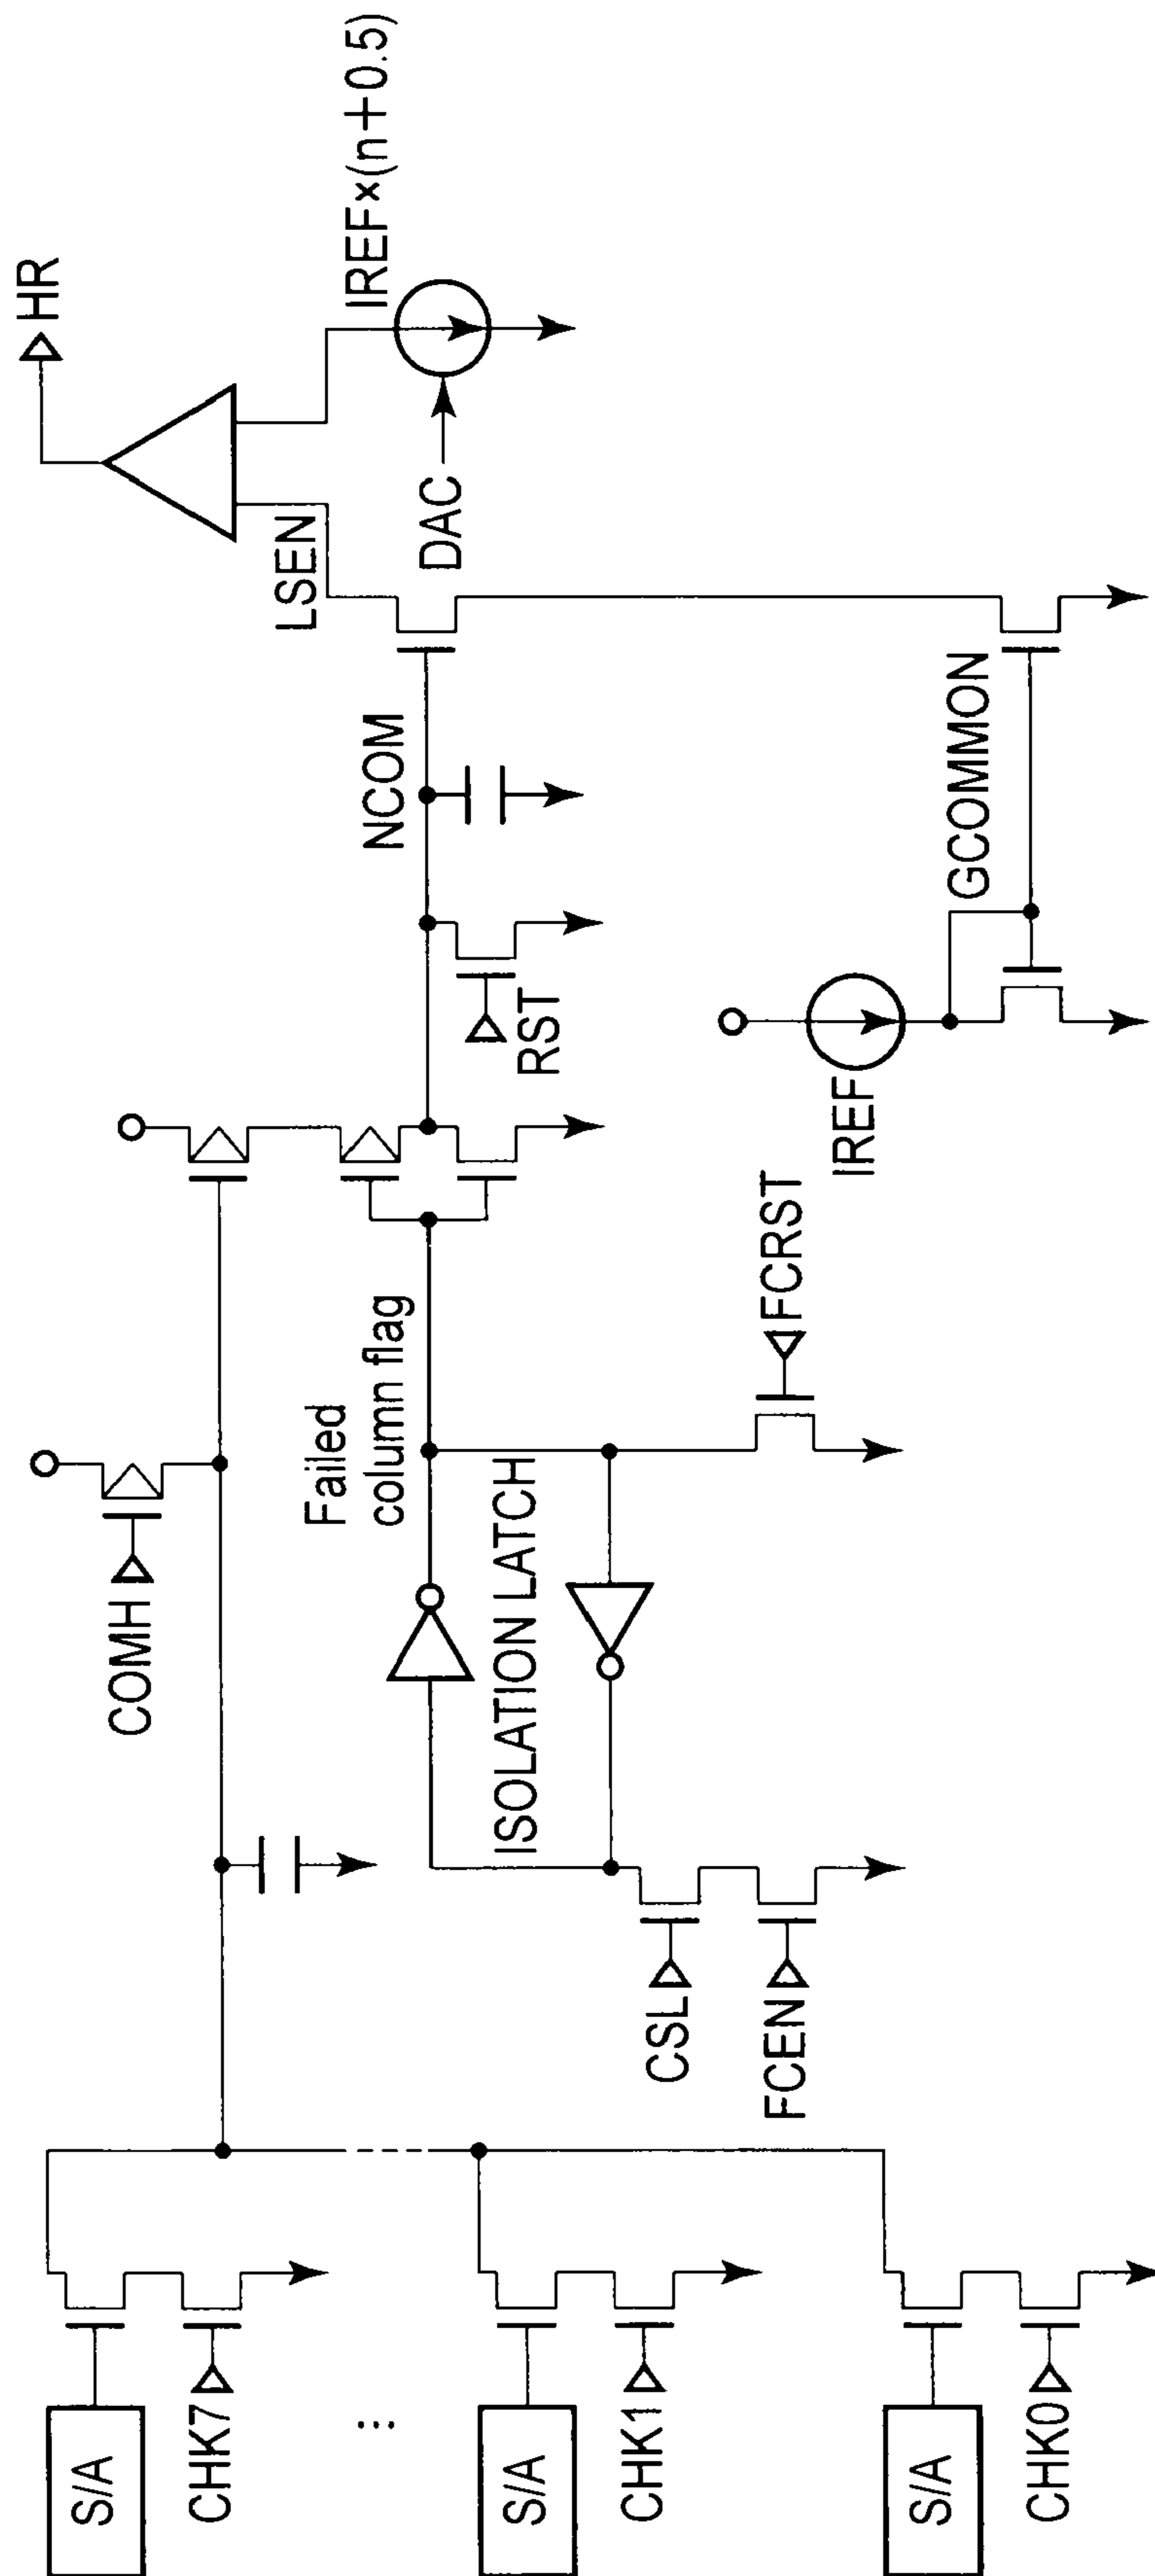 S/A
CHK7
...
S/A
CHK1
S/A
CHK0
COMH
Failed
column flag
ISOLATION LATCH
CSL
FCEN
FCRST
NCOM
RST
IREF
GCOMMON
LSEN
HR
DAC
IREF×(n+0.5)